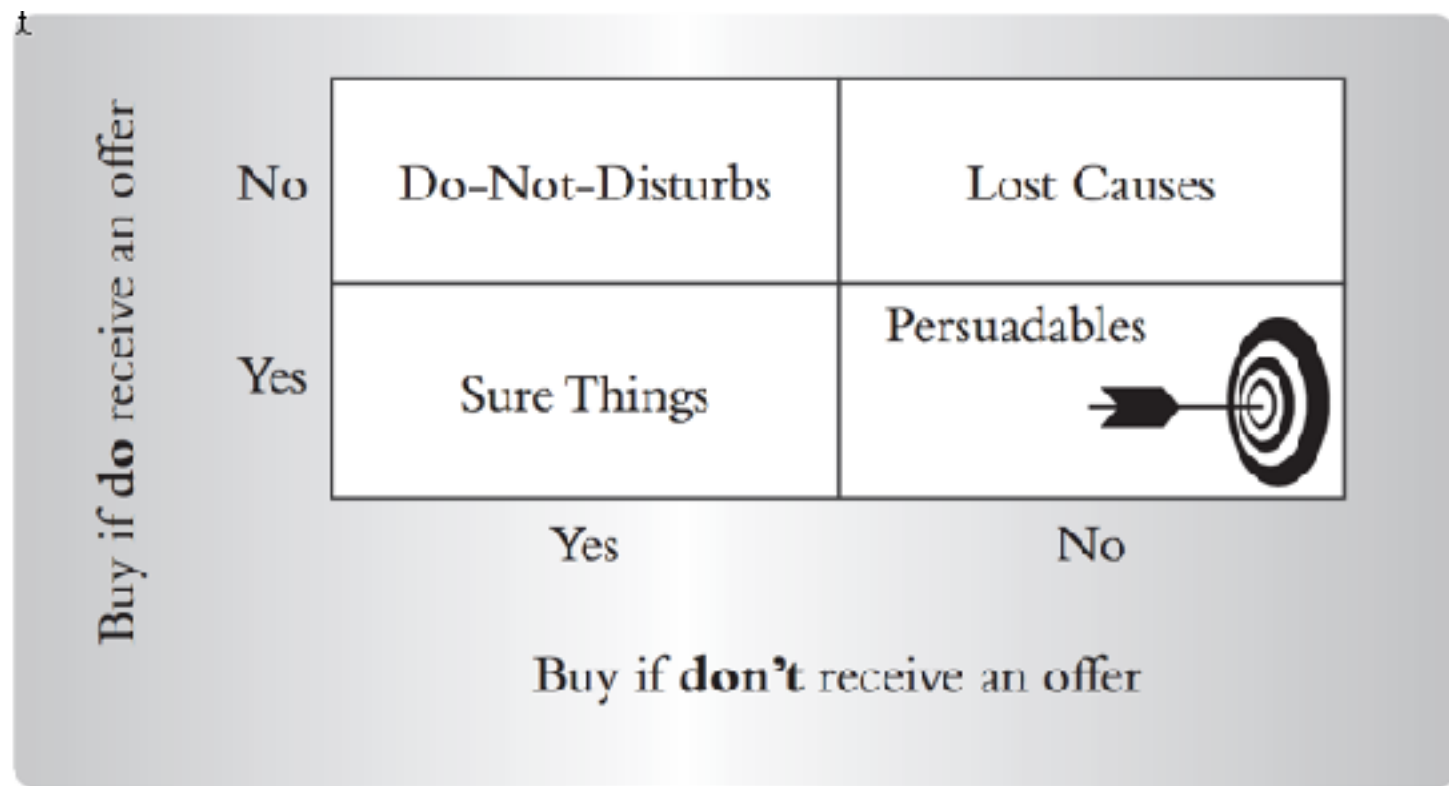 t
Buy if do receive an offer
No
Do-Not-Disturbs
Lost Causes
Yes
Sure Things
Persuadables
Yes
No
Buy if don't receive an offer